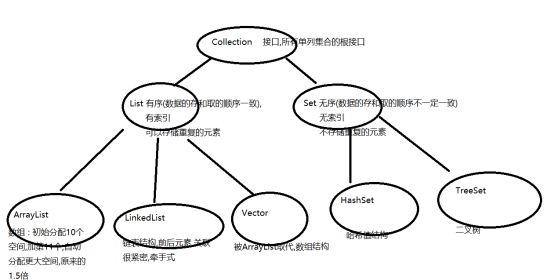 Collection 接口,所有单列集合的根接口
List 有序(数据的存和取的顺序一致),
有索引
可以存储重复的元素
Set 无序(数据的存和取的顺序不一定一致)
无索引
不存储重复的元素
ArrayList
数组:初始分配10个
空间,加第11个,自动
分配更大空间,原来的
1.5倍
LinkedList
链表结构,前后元素,关联
很紧密,牵手式
Vector
被ArrayList取代,数组结构
HashSet
哈希值结构
TreeSet
二义树